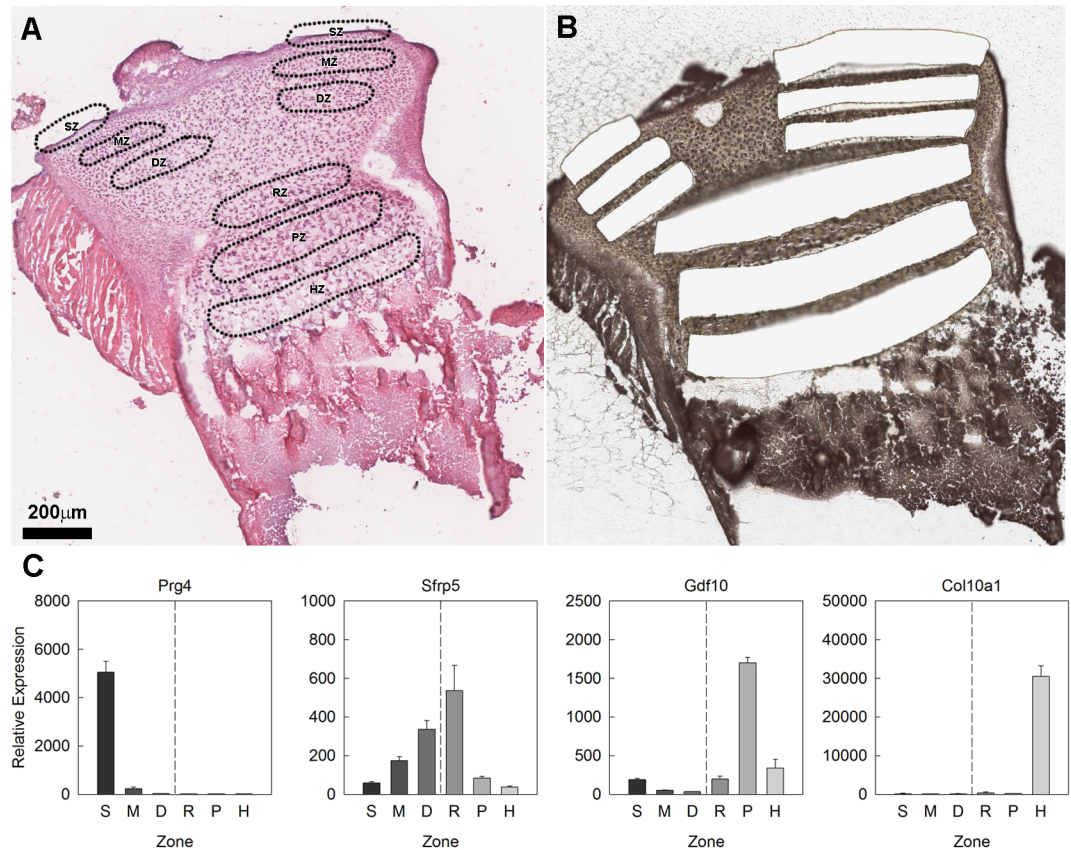 A
B
SZ
MZ
DZ
SZ
MZ
DZ
RZ
PZ
HZ
200μm
C
Prg4
Sfrp5
Gdf10
Col10a1
Relative Expression
8000
6000
4000
2000
0
1000
800
600
400
200
0
2500
2000
1500
1000
500
0
50000
40000
30000
20000
10000
0
S M D R P H
S M D R P H
S M D R P H
S M D R P H
Zone
Zone
Zone
Zone